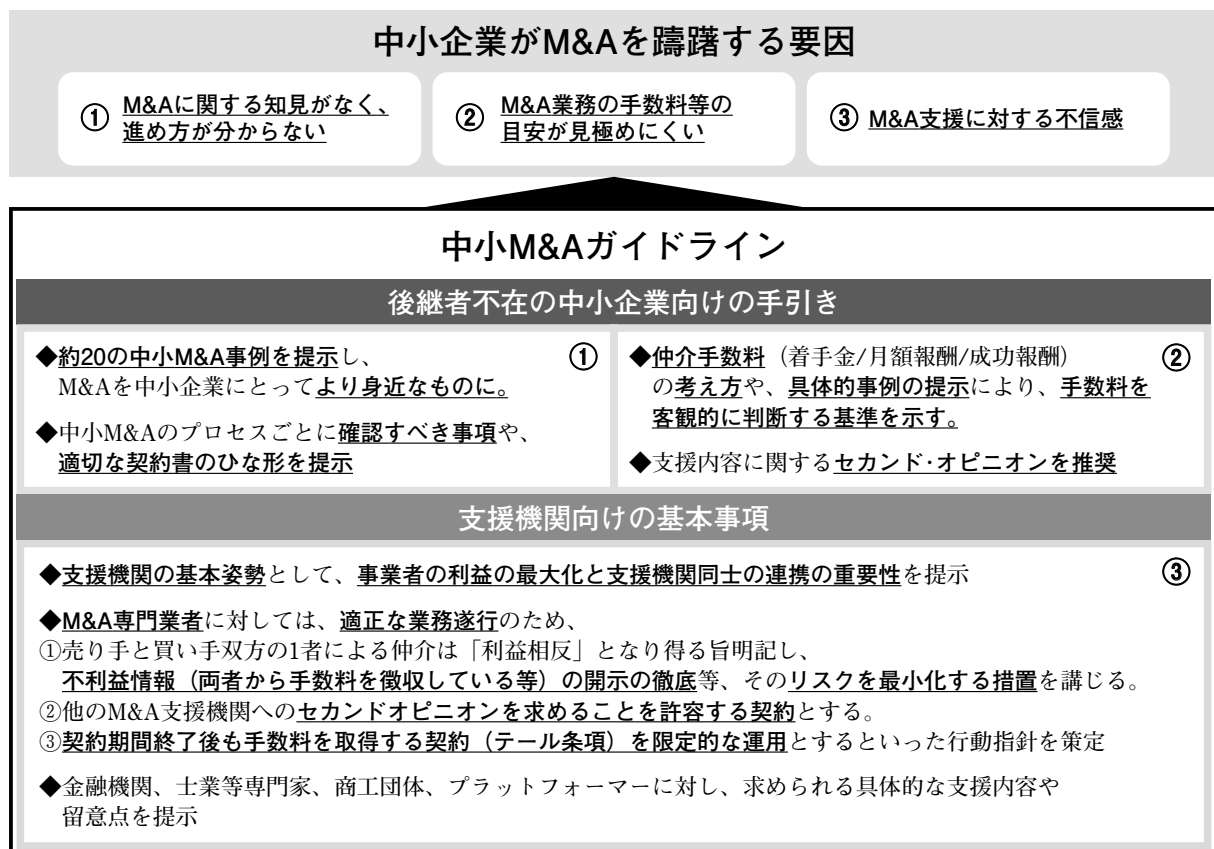 中小企業がM&Aを躊躇する要因
① M&Aに関する知見がなく、
進め方が分からない
② M&A業務の手数料等の
目安が見極めにくい
③ M&A支援に対する不信感
中小M&Aガイドライン
後継者不在の中小企業向けの手引き
◆約20の中小M&A事例を提示し、 ①
M&Aを中小企業にとってより身近なものに。
◆中小M&Aのプロセスごとに確認すべき事項や、
適切な契約書のひな形を提示
◆仲介手数料（着手金/月額報酬/成功報酬） ②
の考え方や、具体的事例の提示により、手数料を
客観的に判断する基準を示す。
◆支援内容に関するセカンド・オピニオンを推奨
支援機関向けの基本事項
◆支援機関の基本姿勢として、事業者の利益の最大化と支援機関同士の連携の重要性を提示 ③
◆M&A専門業者に対しては、適正な業務遂行のため、
①売り手と買い手双方の1者による仲介は「利益相反」となり得る旨明記し、
不利益情報（両者から手数料を徴収している等）の開示の徹底等、そのリスクを最小化する措置を講じる。
②他のM&A支援機関へのセカンドオピニオンを求めることを許容する契約とする。
③契約期間終了後も手数料を取得する契約（テール条項）を限定的な運用とするといった行動指針を策定
◆金融機関、士業等専門家、商工団体、プラットフォーマーに対し、求められる具体的な支援内容や
留意点を提示